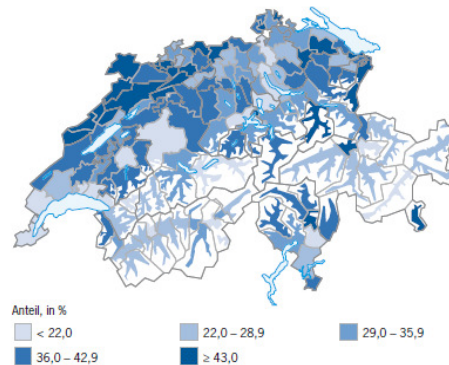 Anteil, in %
< 22,0
22,0 – 28,9
29,0 – 35,9
36,0 – 42,9
≥ 43,0